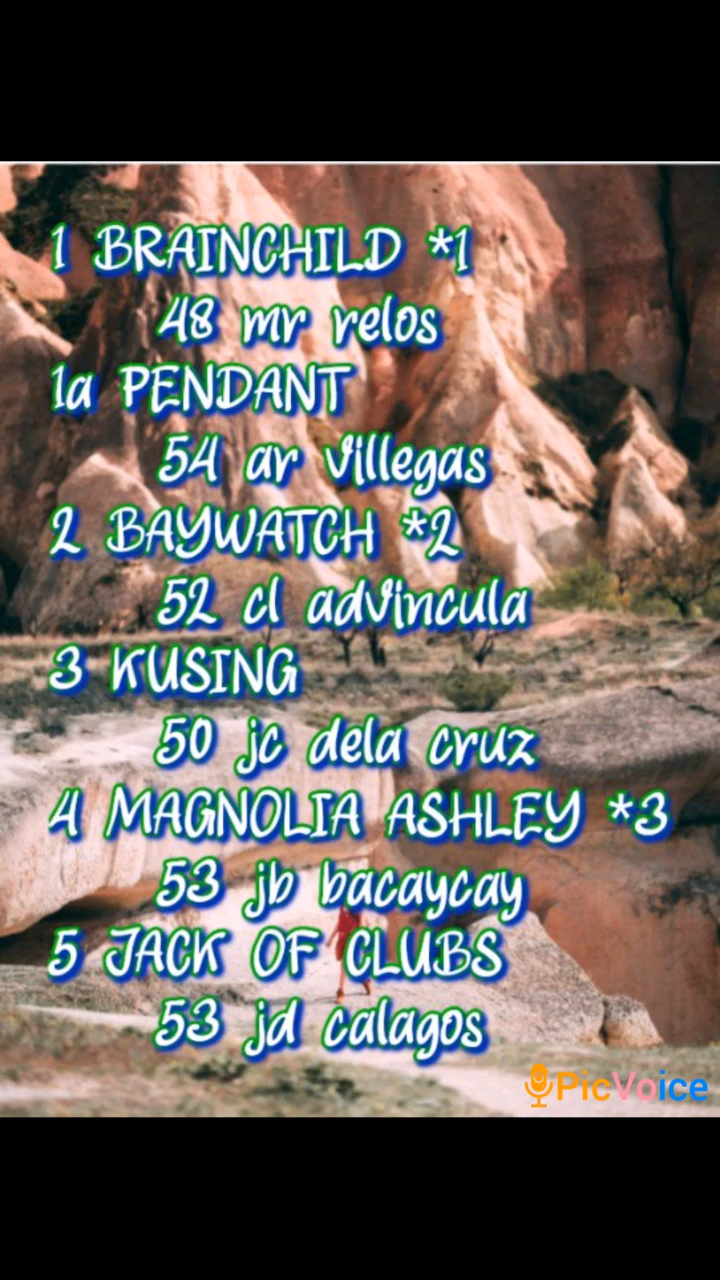 1 BRAINCHILD *1
48 mr relos
1a PENDANT
54 ar villegas
2 BAYWATCH *2
52 cl advincula
3 KUSING
50 jc dela cruz
4 MAGNOLIA ASHLEY *3
53 jb bacaycay
5 JACK OF CLUBS
53 jd calagos
PicVoice